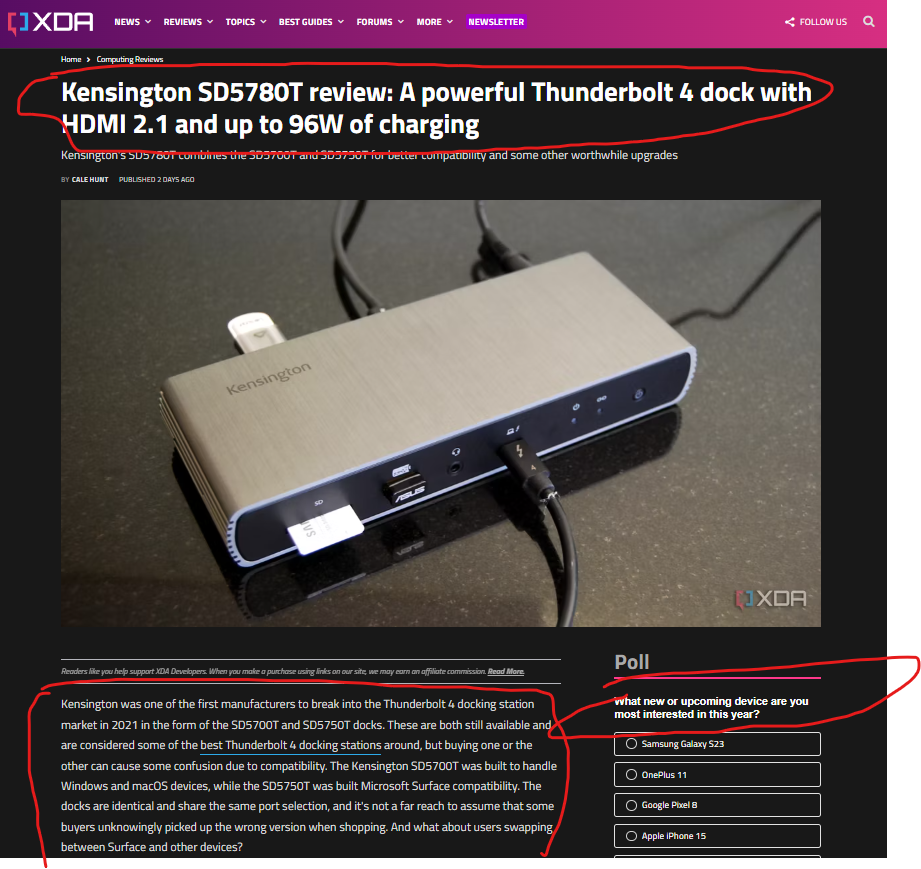 XDA
NEWS REVIEWS TOPICS BEST GUIDES FORUMS MORE NEWSLETTER FOLLOW US
Home > Computing Reviews
Kensington SD5780T review: A powerful Thunderbolt 4 dock with
HDMI 2.1 and up to 96W of charging
Kensington's SD5780T combines the SD5700T and SD5750T for better compatibility and some other worthwhile upgrades
BY CALE HUNT PUBLISHED 2 DAYS AGO
Kensington
SD
ASUS
4
XDA
Readers like you help support XDA Developers. When you make a purchase using links on our site, we may earn an affiliate commission. Read More.
Kensington was one of the first manufacturers to break into the Thunderbolt 4 docking station
market in 2021 in the form of the SD5700T and SD5750T docks. These are both still available and
are considered some of the best Thunderbolt 4 docking stations around, but buying one or the
other can cause some confusion due to compatibility. The Kensington SD5700T was built to handle
Windows and macOS devices, while the SD5750T was built Microsoft Surface compatibility. The
docks are identical and share the same port selection, and it's not a far reach to assume that some
buyers unknowingly picked up the wrong version when shopping. And what about users swapping
between Surface and other devices?
Poll
What new or upcoming device are you
most interested in this year?
Samsung Galaxy S23
OnePlus 11
Google Pixel 8
Apple iPhone 15